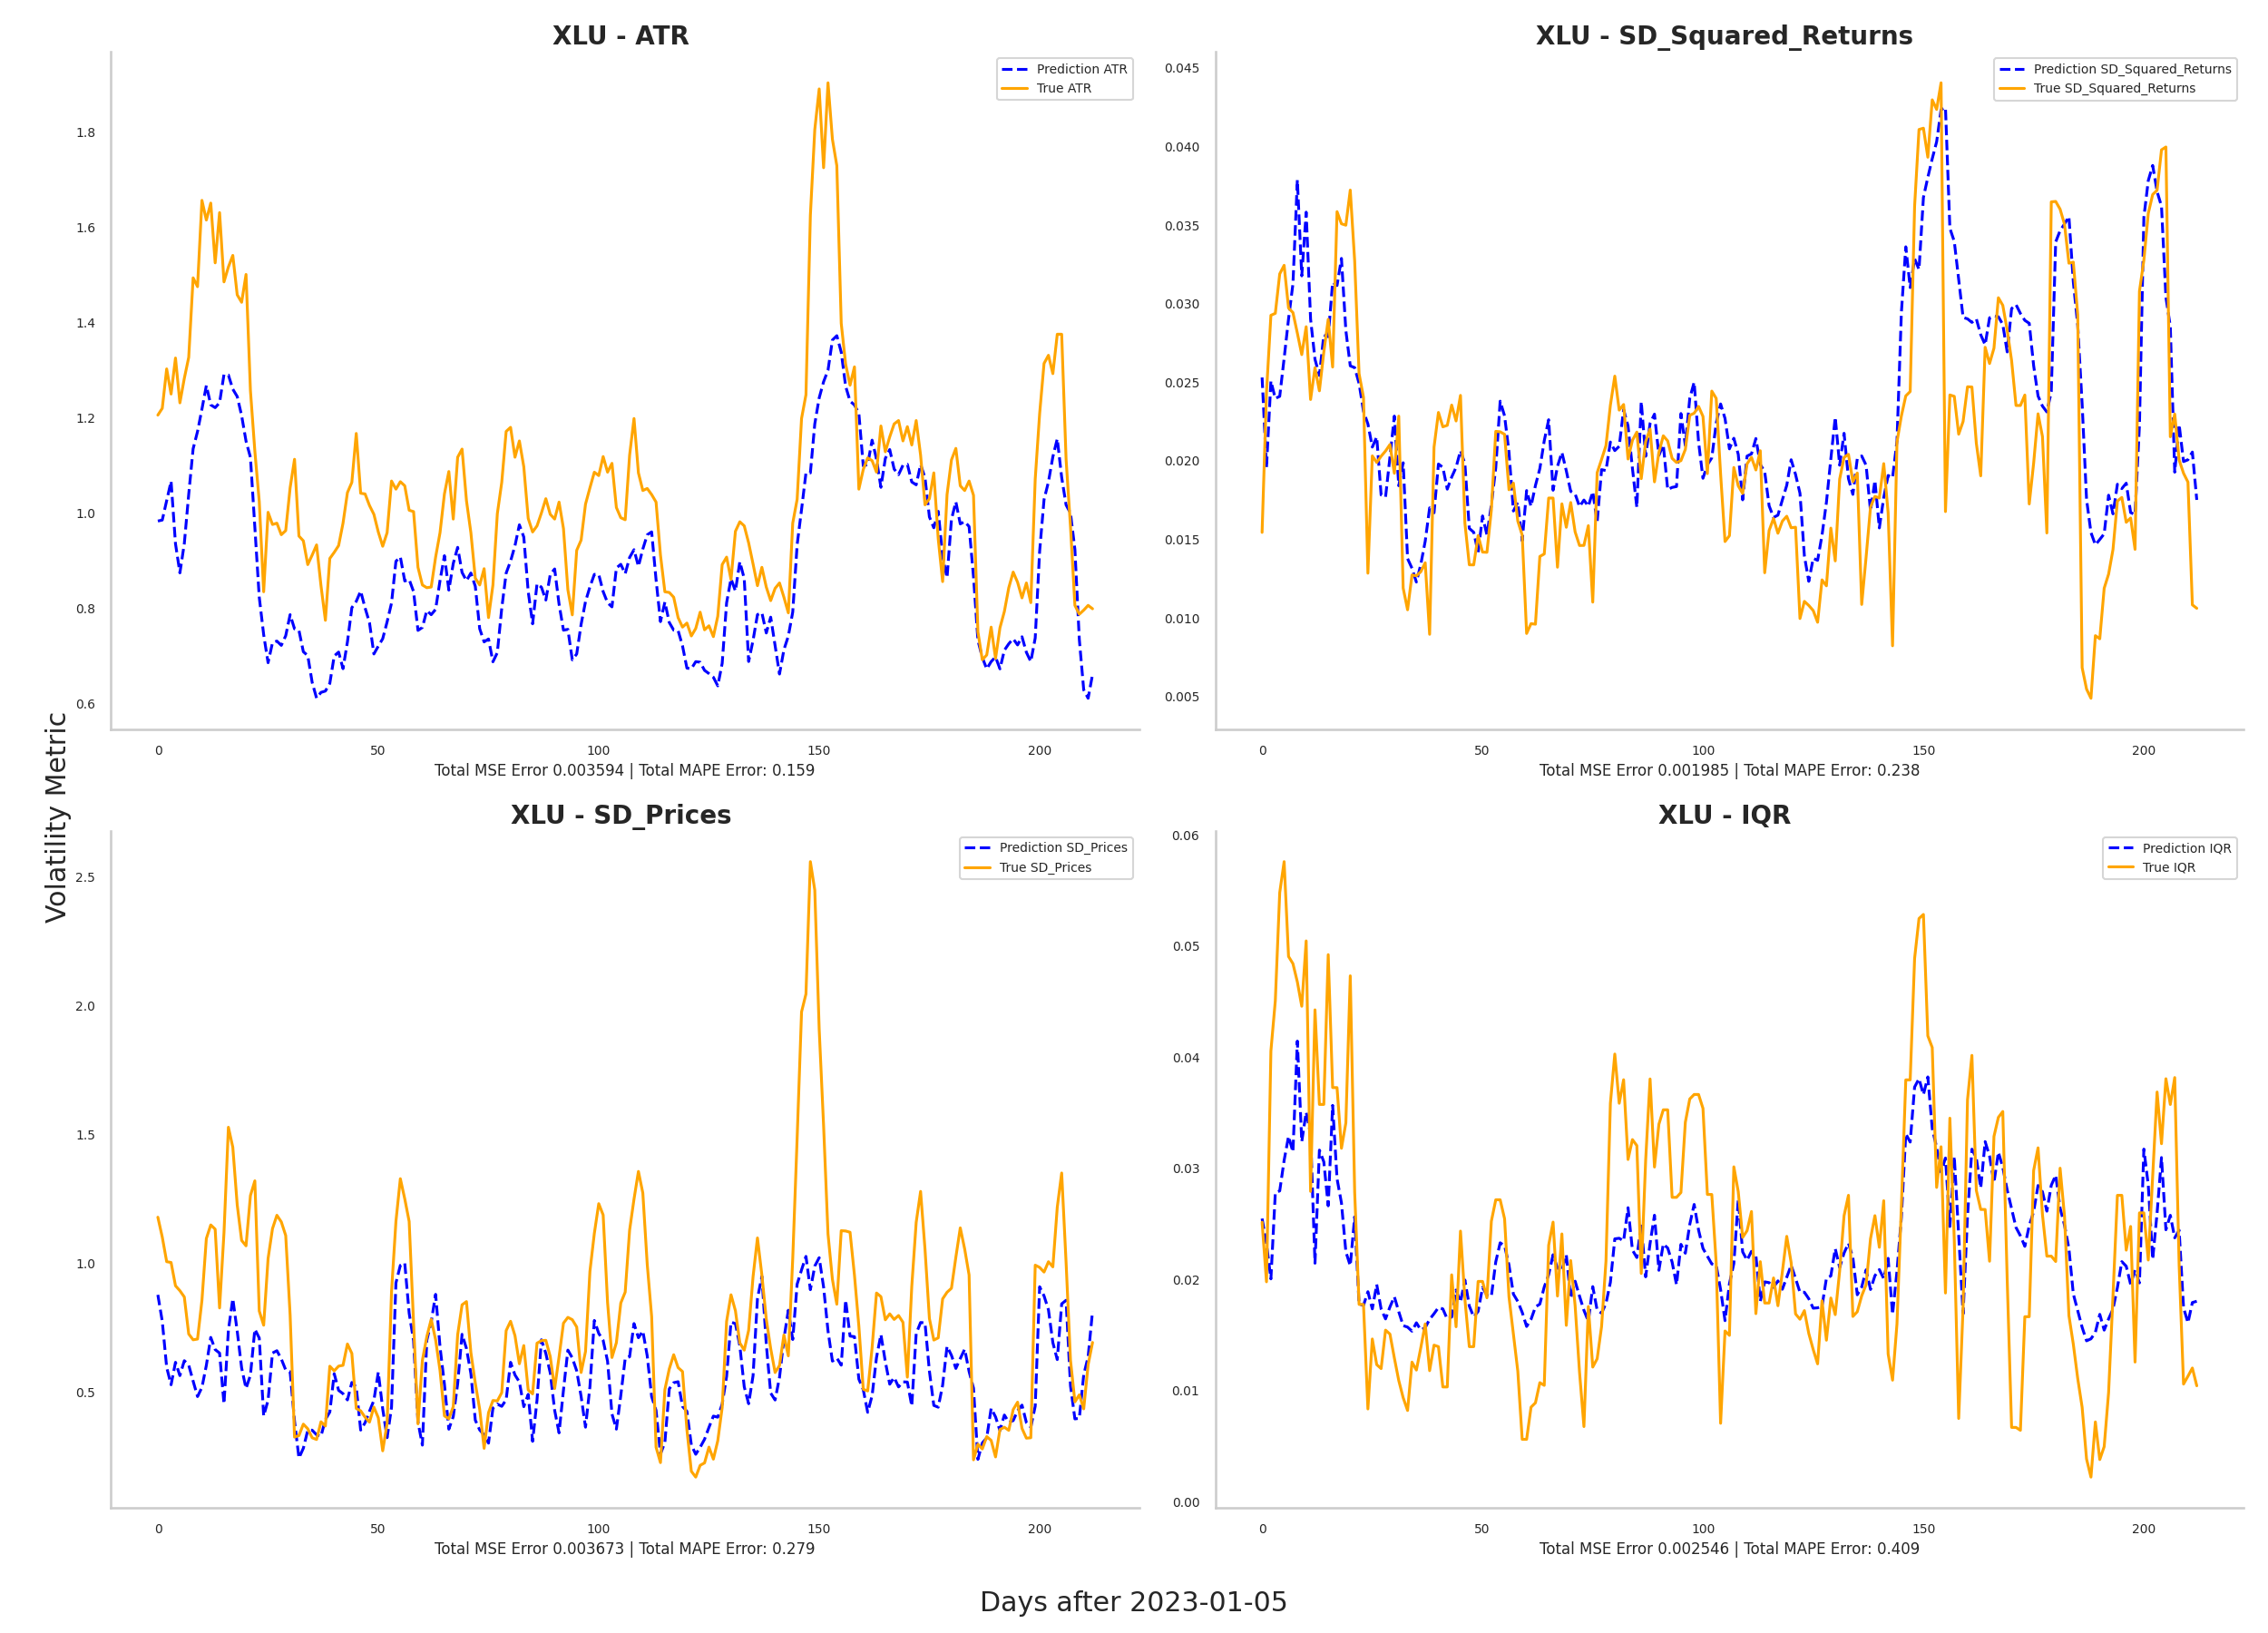 XLU - ATR
Prediction ATR
True ATR
1.8
1.6
1.4
1.2
1.0
0.8
0.6
0 50 100 150 200
Total MSE Error 0.003594 | Total MAPE Error: 0.159
XLU - SD_Squared_Returns
Prediction SD_Squared_Returns
True SD_Squared_Returns
0.045
0.040
0.035
0.030
0.025
0.020
0.015
0.010
0.005
0 50 100 150 200
Total MSE Error 0.001985 | Total MAPE Error: 0.238
Volatility Metric
XLU - SD_Prices
Prediction SD_Prices
True SD_Prices
2.5
2.0
1.5
1.0
0.5
0 50 100 150 200
Total MSE Error 0.003673 | Total MAPE Error: 0.279
XLU - IQR
Prediction IQR
True IQR
0.06
0.05
0.04
0.03
0.02
0.01
0.00
0 50 100 150 200
Total MSE Error 0.002546 | Total MAPE Error: 0.409
Days after 2023-01-05